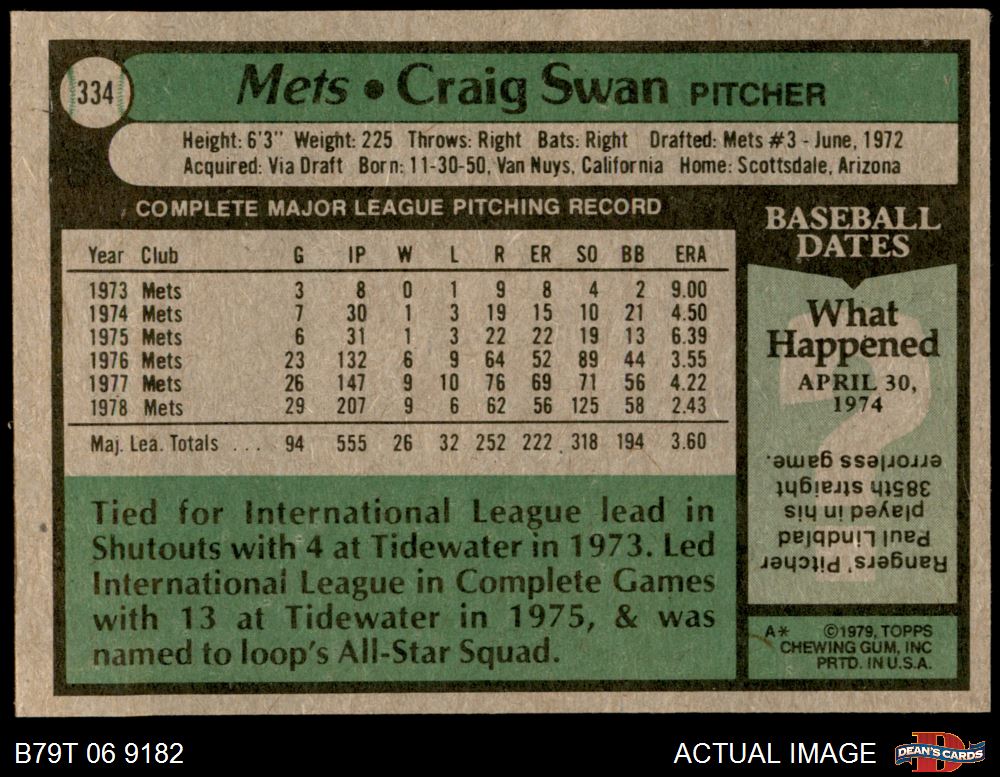 334
Mets • Craig Swan PITCHER
Height: 6'3" Weight: 225 Throws: Right Bats: Right Drafted: Mets #3 - June, 1972
Acquired: Via Draft Born: 11-30-50, Van Nuys, California Home: Scottsdale, Arizona
COMPLETE MAJOR LEAGUE PITCHING RECORD
Year Club G IP W L R ER SO BB ERA
1973 Mets 3 8 0 1 9 8 4 2 9.00
1974 Mets 7 30 1 3 19 15 10 21 4.50
1975 Mets 6 31 1 3 22 22 19 13 6.39
1976 Mets 23 132 6 9 64 52 89 44 3.55
1977 Mets 26 147 9 10 76 69 71 56 4.22
1978 Mets 29 207 9 6 62 56 125 58 2.43
Maj. Lea. Totals ... 94 555 26 32 252 222 318 194 3.60
Tied for International League lead in
Shutouts with 4 at Tidewater in 1973. Led
International League in Complete Games
with 13 at Tidewater in 1975, & was
named to loop's All-Star Squad.
BASEBALL
DATES
What
Happened
APRIL 30,
1974
Rangers' Pitcher
Paul Lindblad
played in his
385th straight
errorless game.
A* ©1979, TOPPS
CHEWING GUM, INC
PRTD. IN U.S.A.
B79T 06 9182
ACTUAL IMAGE
D
DEAN'S CARDS